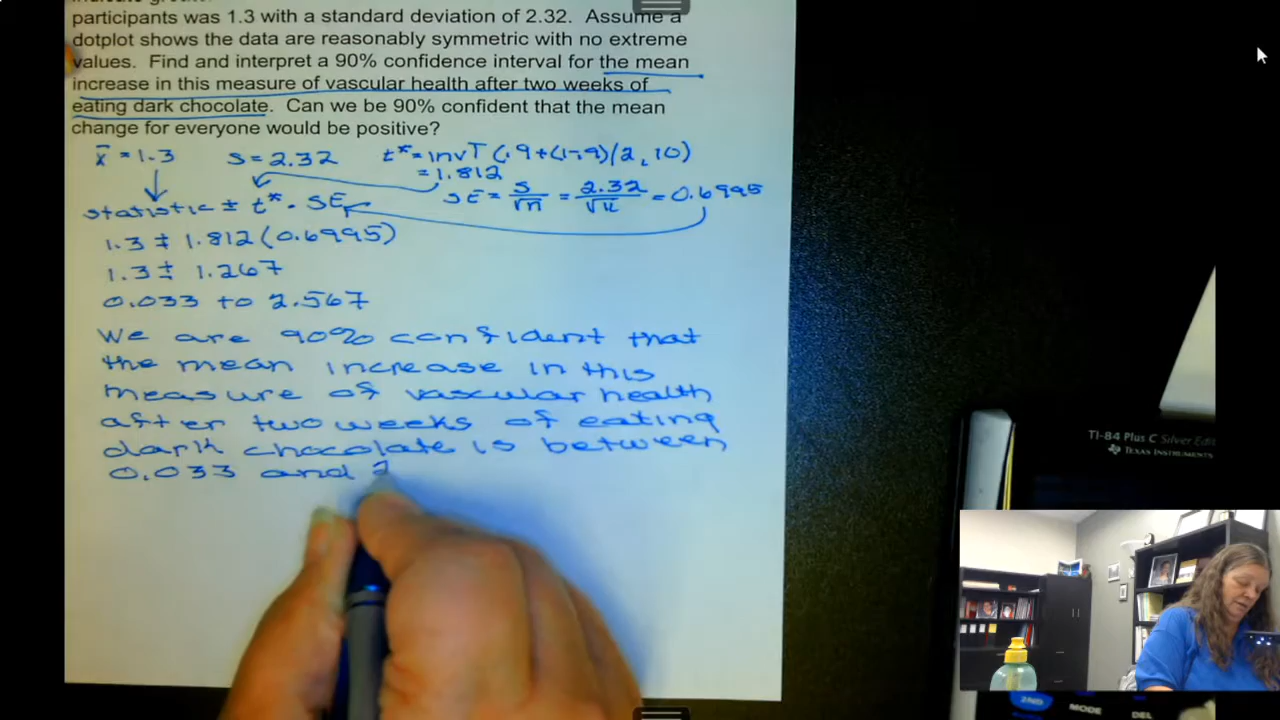 participants was 1.3 with a standard deviation of 2.32. Assume a
dotplot shows the data are reasonably symmetric with no extreme
values. Find and interpret a 90% confidence interval for the mean
increase in this measure of vascular health after two weeks of
eating dark chocolate. Can we be 90% confident that the mean
change for everyone would be positive?
x̄ = 1.3 s = 2.32 t* = invT (.9+(1-.9)/2, 10)
= 1.812
SE = s/√n = 2.32/√11 = 0.6995
statistic ± t* · SE
1.3 ± 1.812 (0.6995)
1.3 ± 1.267
0.033 to 2.567
We are 90% confident that
the mean increase in this
measure of vascular health
after two weeks of eating
dark chocolate is between
0.033 and 2
TI-84 Plus C Silver Edi
TEXAS INSTRUMENTS
2ND MODE DEL